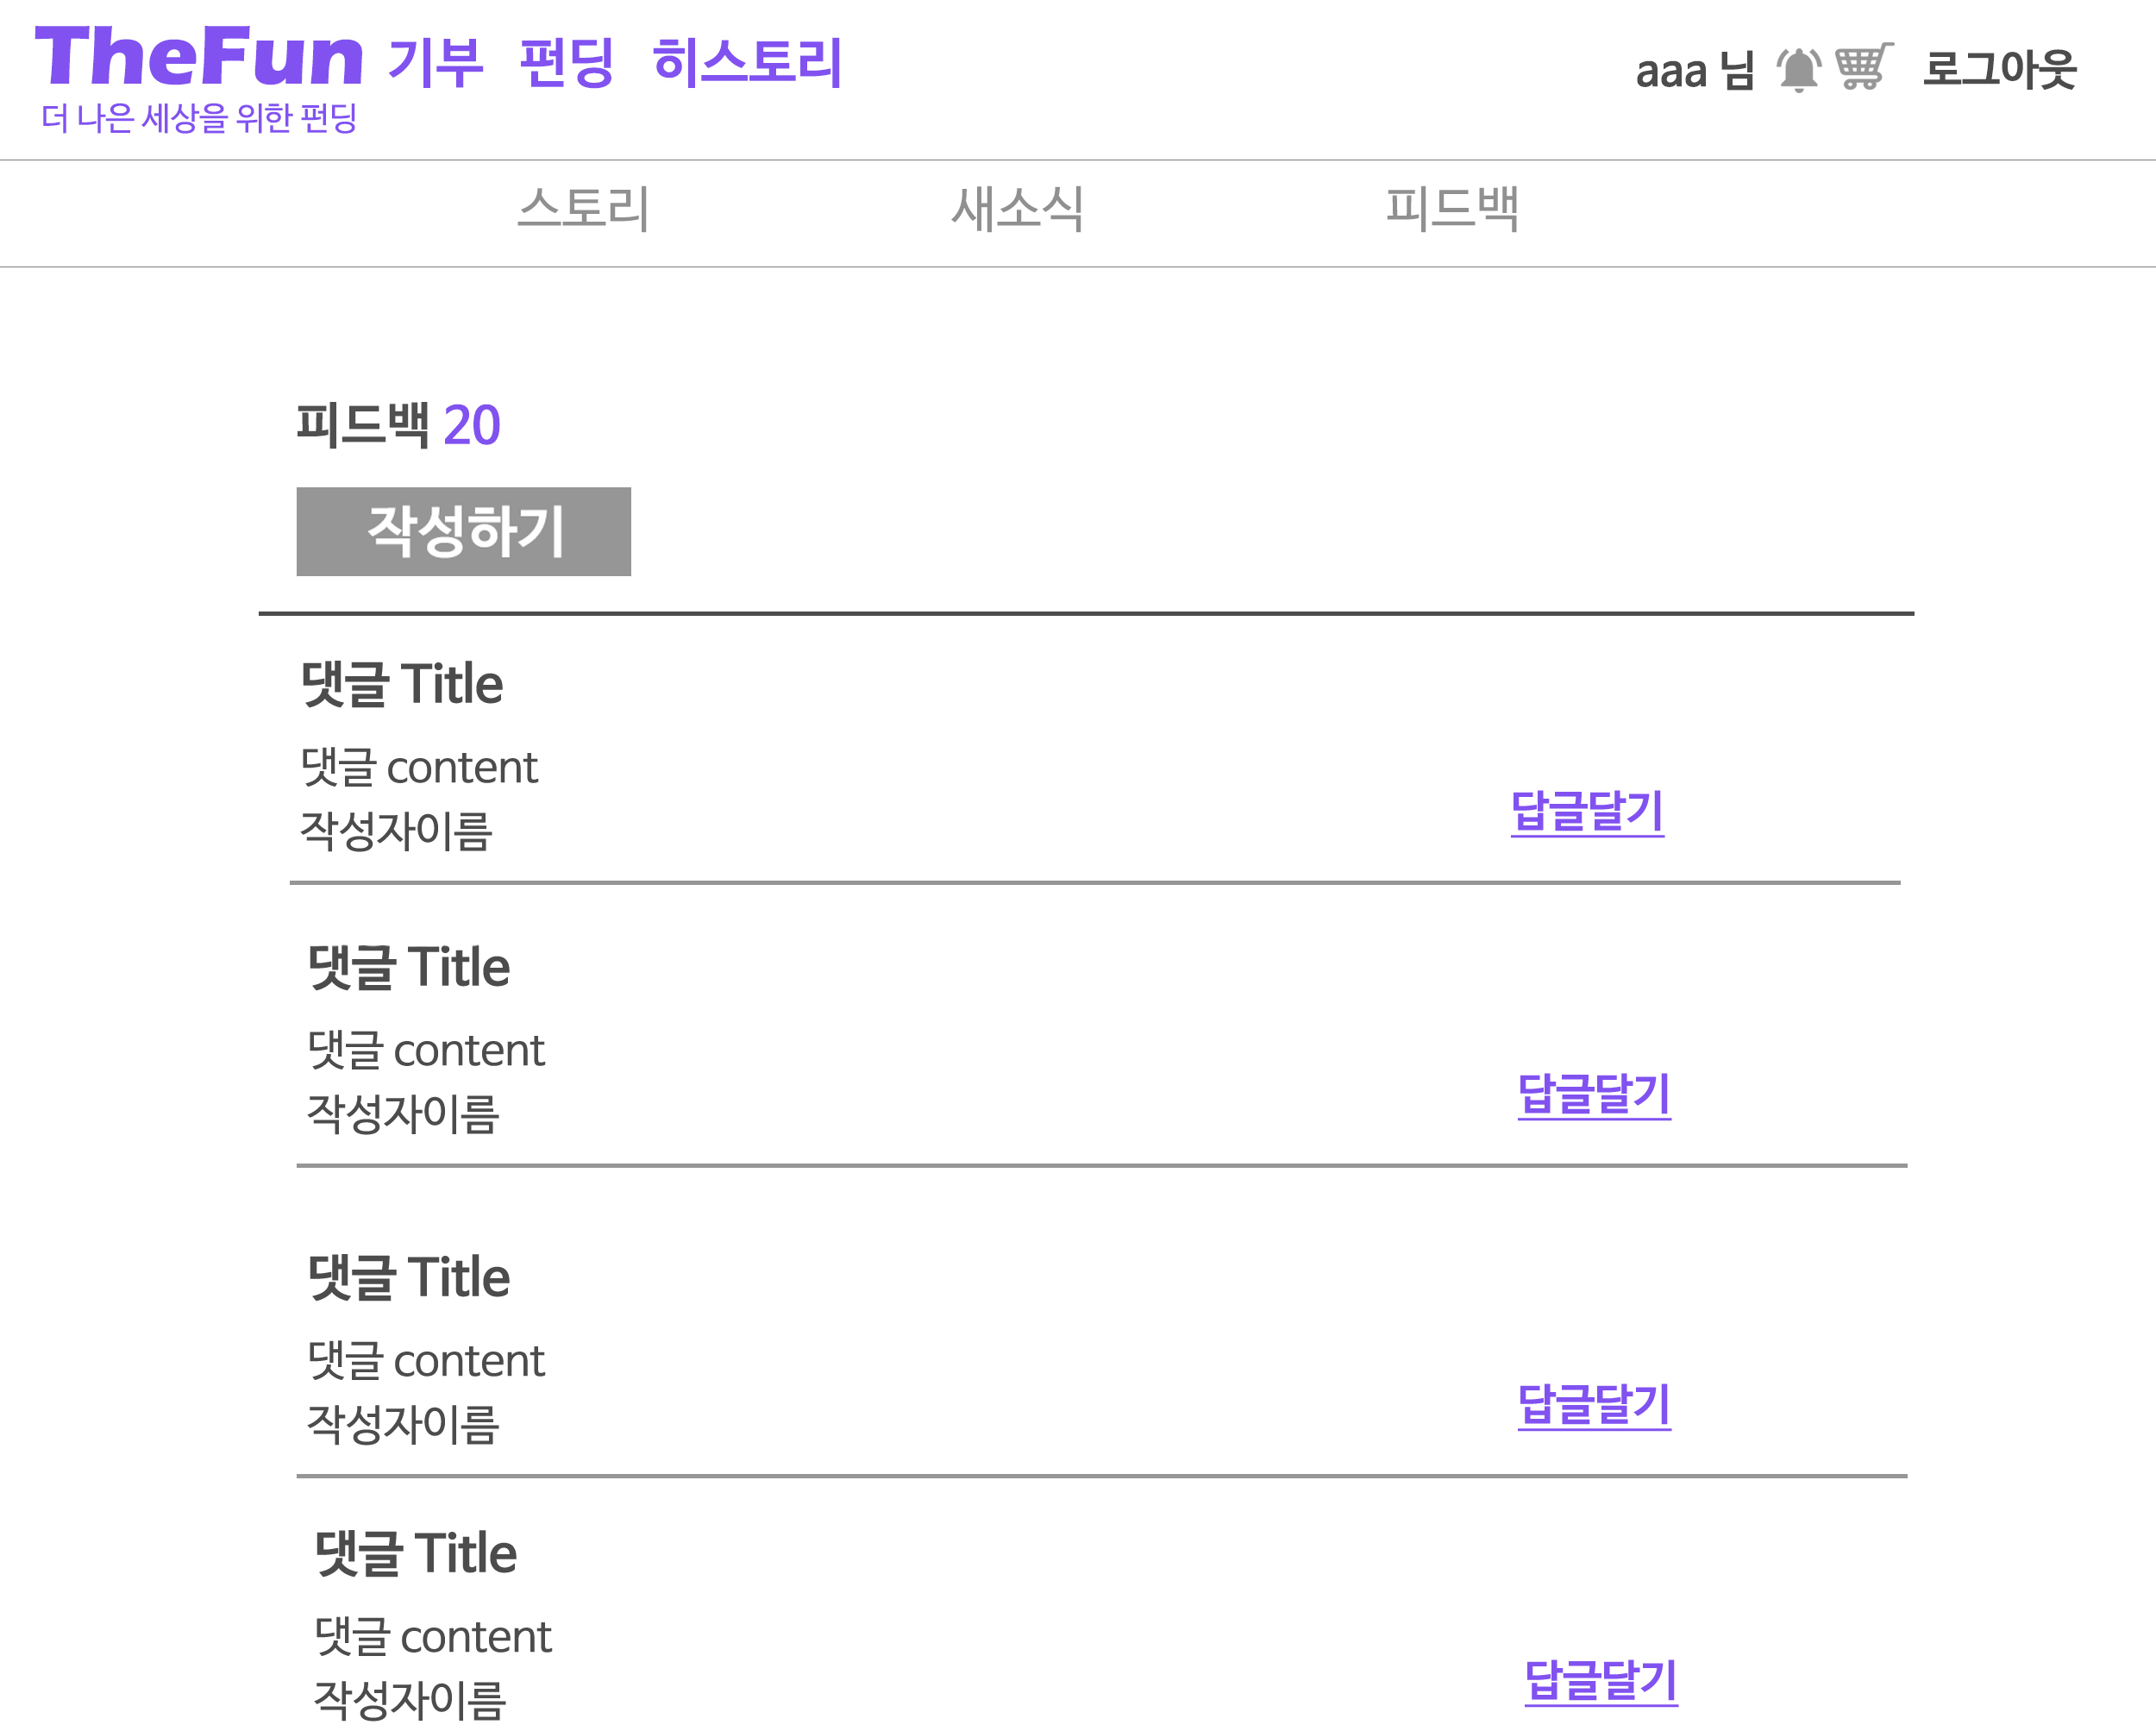 TheFun 기부 펀딩 히스토리 aaa 님 로그아웃
더 나은 세상을 위한 펀딩
스토리 새소식 피드백
피드백 20
작성하기
댓글 Title
댓글 content
작성자이름
답글달기
댓글 Title
댓글 content
작성자이름
답글달기
댓글 Title
댓글 content
작성자이름
답글달기
댓글 Title
댓글 content
작성자이름
답글달기